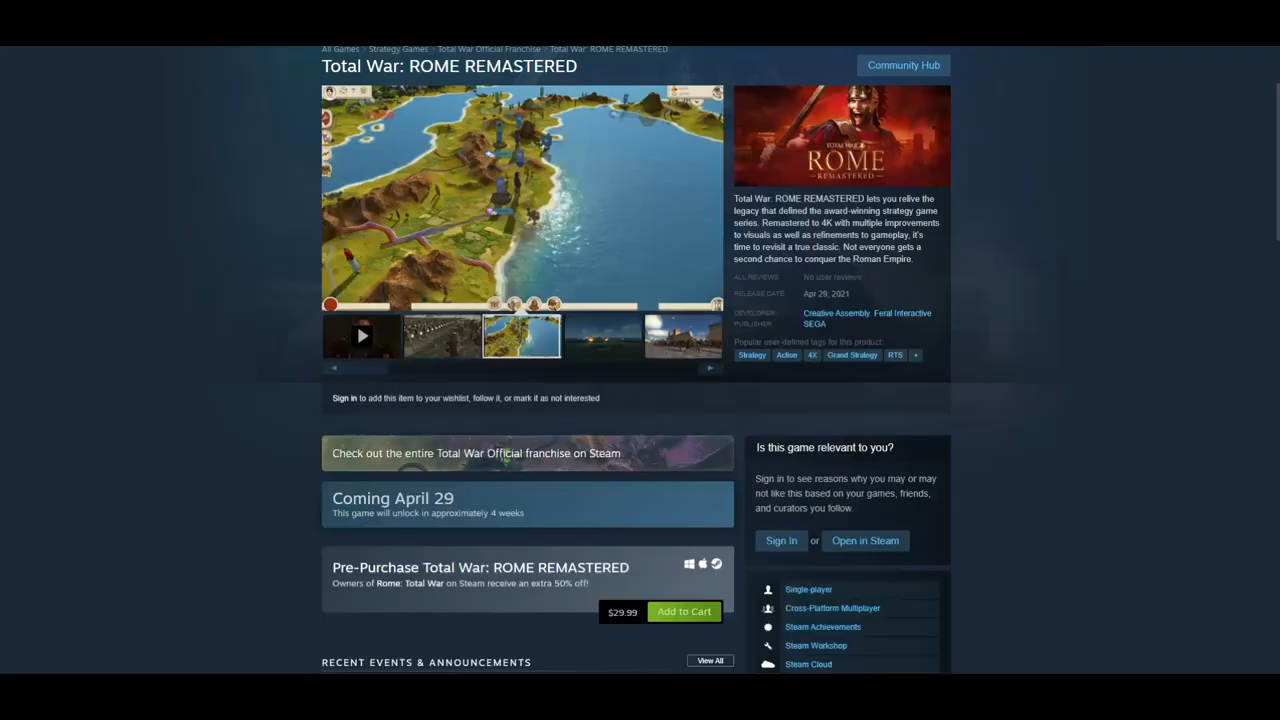 All Games > Strategy Games > Total War Official Franchise > Total War: ROME REMASTERED
Total War: ROME REMASTERED
Community Hub
TOTAL WAR
ROME
REMASTERED
Total War: ROME REMASTERED lets you relive the
legacy that defined the award-winning strategy game
series. Remastered to 4K with multiple improvements
to visuals as well as refinements to gameplay, it's
time to revisit a true classic. Not everyone gets a
second chance to conquer the Roman Empire.
ALL REVIEWS: No user reviews
RELEASE DATE: Apr 29, 2021
DEVELOPER: Creative Assembly, Feral Interactive
PUBLISHER: SEGA
Popular user-defined tags for this product:
Strategy Action 4X Grand Strategy RTS +
Sign in to add this item to your wishlist, follow it, or mark it as not interested
Check out the entire Total War Official franchise on Steam
Coming April 29
This game will unlock in approximately 4 weeks
Pre-Purchase Total War: ROME REMASTERED
Owners of Rome: Total War on Steam receive an extra 50% off!
$29.99 Add to Cart
RECENT EVENTS & ANNOUNCEMENTS
View All
Is this game relevant to you?
Sign in to see reasons why you may or may
not like this based on your games, friends,
and curators you follow.
Sign In or Open in Steam
Single-player
Cross-Platform Multiplayer
Steam Achievements
Steam Workshop
Steam Cloud